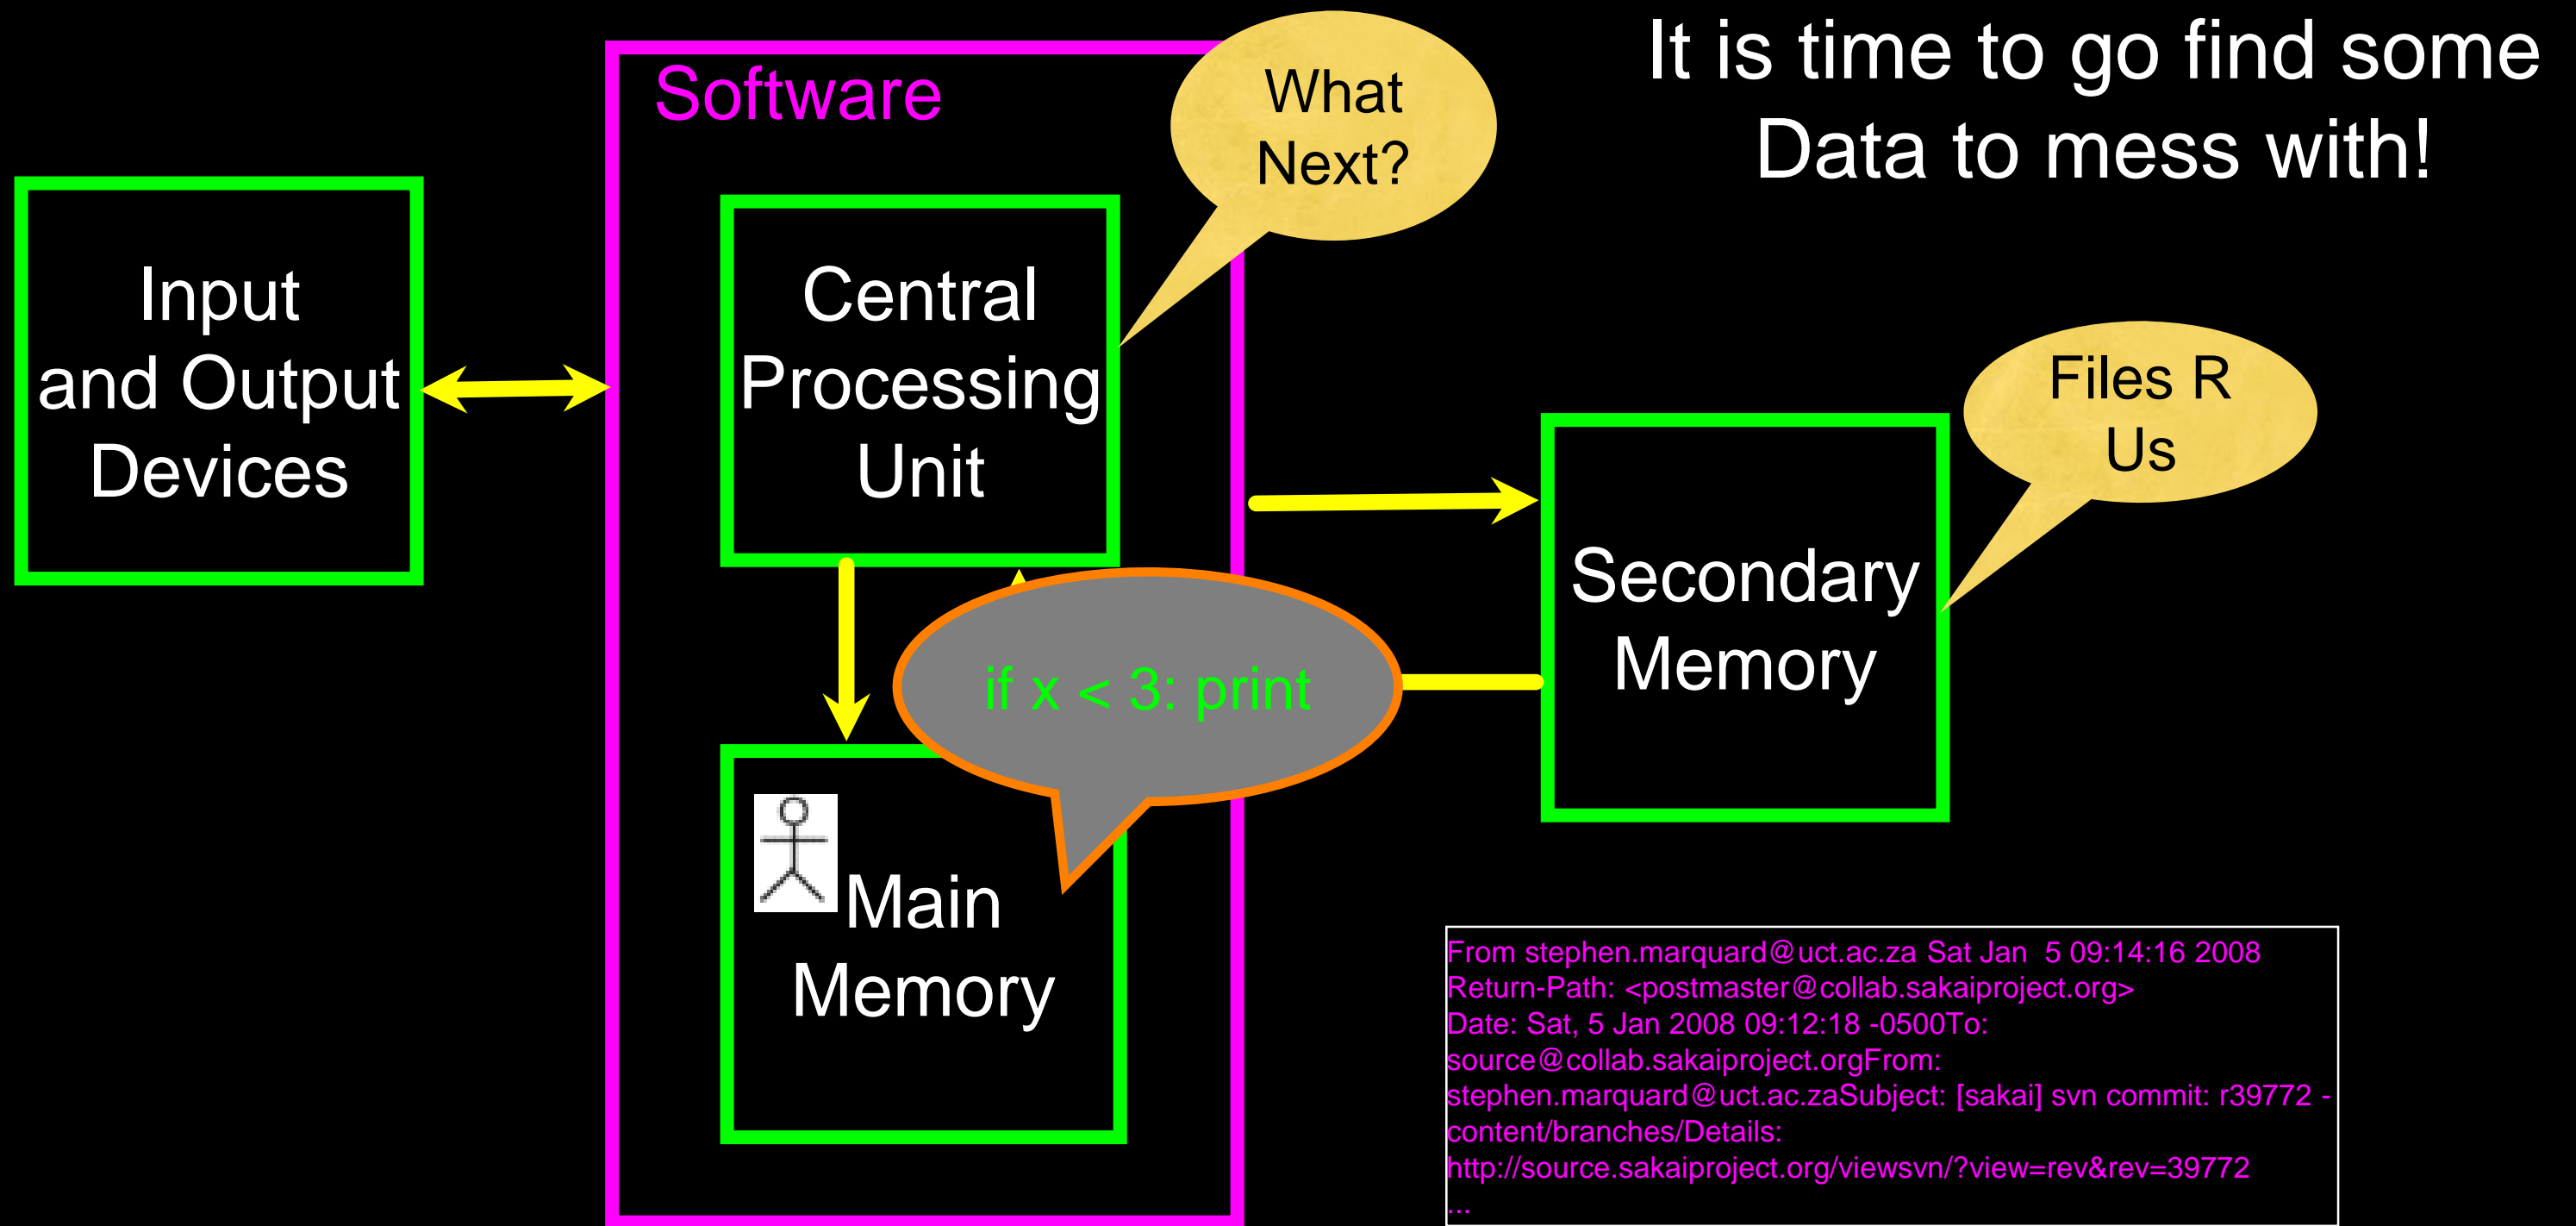 It is time to go find some
Data to mess with!
Software
What
Next?
Input
and Output
Devices
Central
Processing
Unit
Files R
Us
Secondary
Memory
if x < 3: print
Main
Memory
From stephen.marquard@uct.ac.za Sat Jan  5 09:14:16 2008
Return-Path: <postmaster@collab.sakaiproject.org>
Date: Sat, 5 Jan 2008 09:12:18 -0500To:
source@collab.sakaiproject.orgFrom:
stephen.marquard@uct.ac.zaSubject: [sakai] svn commit: r39772 -
content/branches/Details:
http://source.sakaiproject.org/viewsvn/?view=rev&rev=39772
...